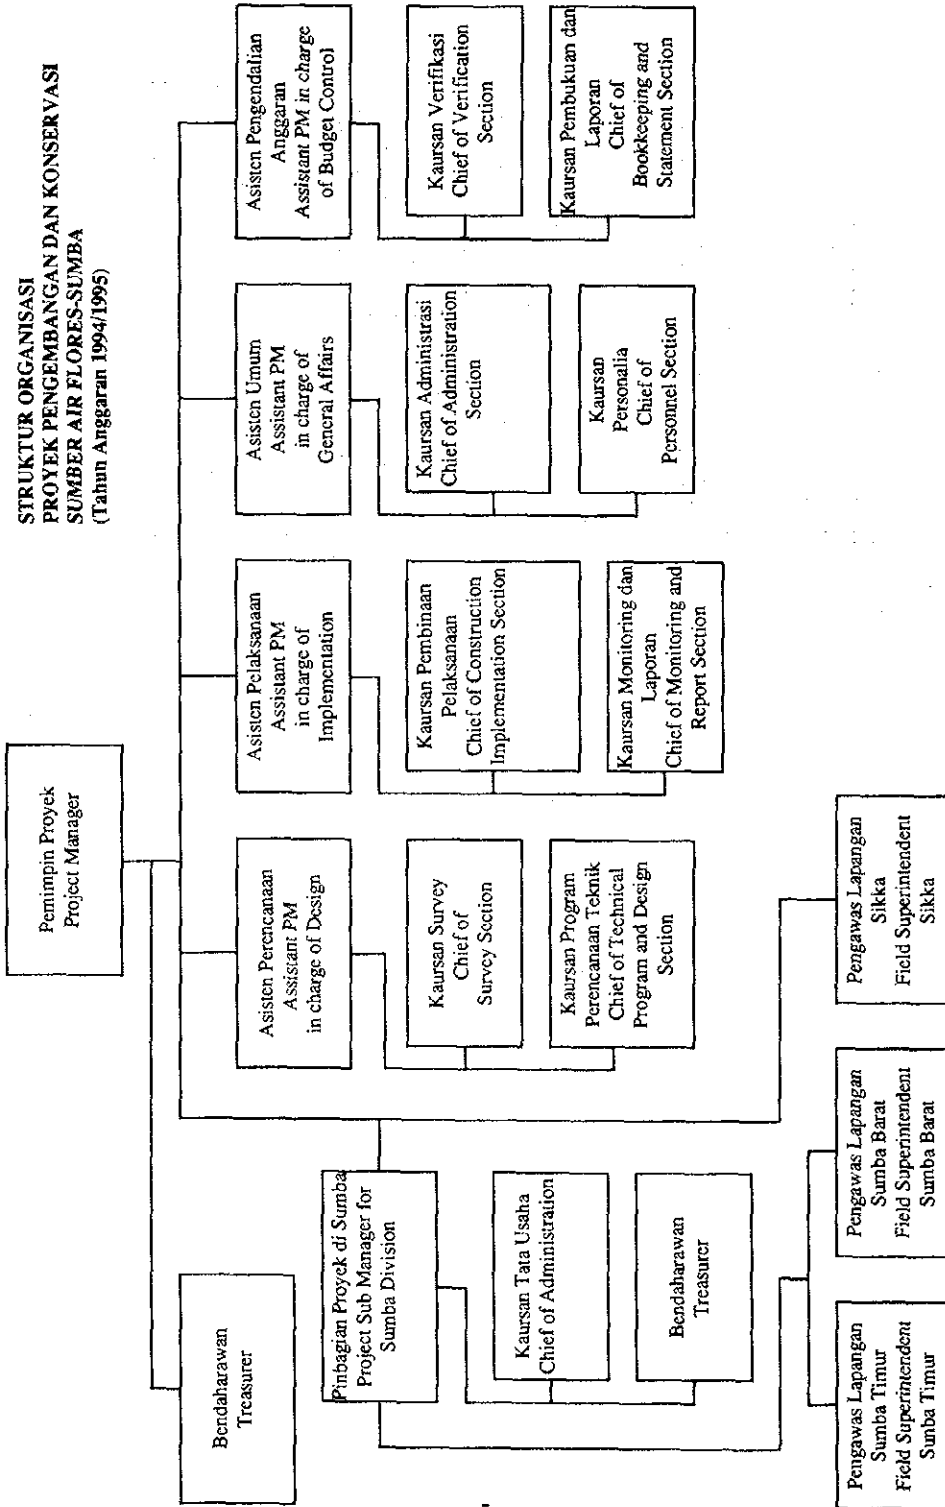 STRUKTUR ORGANISASI
PROYEK PENGEMBANGAN DAN KONSERVASI
SUMBER AIR FLORES-SUMBA
(Tahun Anggaran 1994/1995)
Pemimpin Proyek
Project Manager
Bendaharawan
Treasurer
Pinbagian Proyek di Sumba
Project Sub Manager for
Sumba Division
Kaursan Tata Usaha
Chief of Administration
Bendaharawan
Treasurer
Asisten Perencanaan
Assistant PM
in charge of Design
Kaursan Survey
Chief of
Survey Section
Kaursan Program
Perencanaan Teknik
Chief of Technical
Program and Design
Section
Asisten Pelaksanaan
Assistant PM
in charge of
Implementation
Kaursan Pembinaan
Pelaksanaan
Chief of Construction
Implementation Section
Kaursan Monitoring dan
Laporan
Chief of Monitoring and
Report Section
Asisten Umum
Assistant PM
in charge of
General Affairs
Kaursan Administrasi
Chief of Administration
Section
Kaursan
Personalia
Chief of
Personnel Section
Asisten Pengendalian
Anggaran
Assistant PM in charge
of Budget Control
Kaursan Verifikasi
Chief of Verification
Section
Kaursan Pembukuan dan
Laporan
Chief of
Bookkeeping and
Statement Section
Pengawas Lapangan
Sumba Timur
Field Superintendent
Sunba Timur
Pengawas Lapangan
Sumba Barat
Field Superintendent
Sumba Barat
Pengawas Lapangan
Sikka
Field Superintendent
Sikka